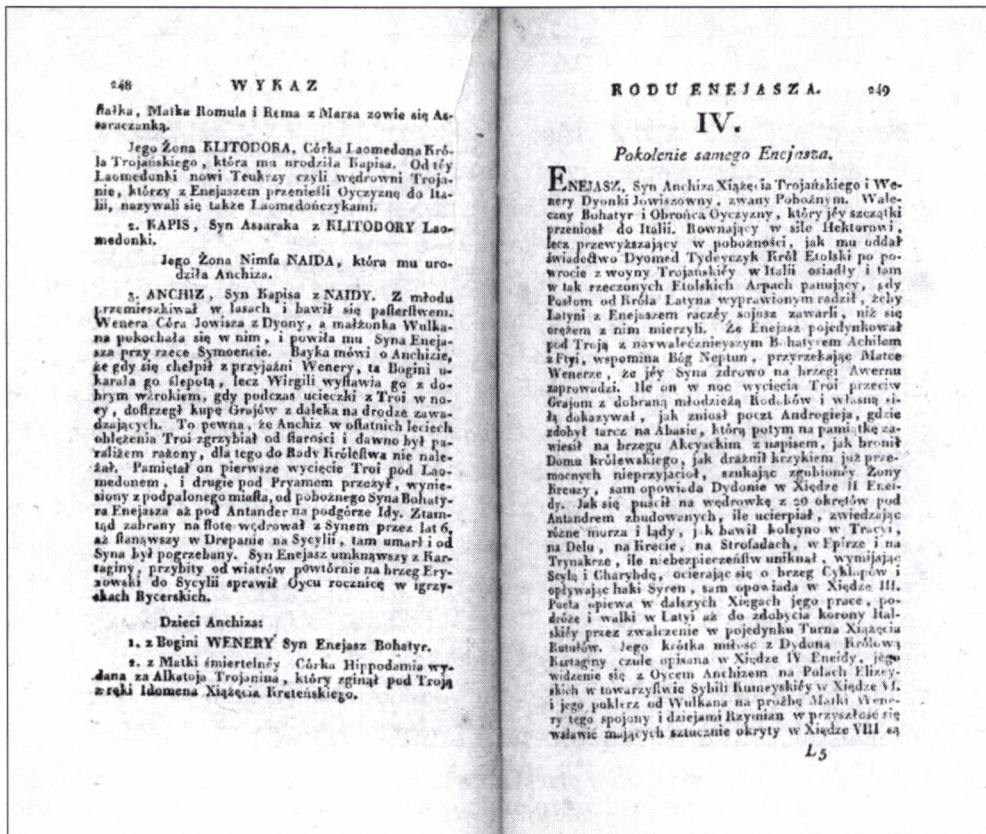 248 WYKAZ
stalka, Matka Romula i Rema z Marsa zowie się As-
saraczanką.
Jego Żona KLITODORA, Córka Laomedona Kró-
la Trojańskiego, która mu urodziła Kapisa. Od téy
Laomedonki nowi Teukrzy czyli wędrowni Troja-
nie, którzy z Enejaszem przenieśli Oyczyznę do Ita-
lii, nazywali się także Laomedończykami.
2. KAPIS, Syn Assaraka z KLITODORY Lao-
medonki.
Jego Żona Nimfa NAIDA, która mu uro-
dziła Anchiza.
3. ANCHIZ, Syn Kapisa z NAIDY. Z młodu
przemieszkiwał w lasach i bawił się pasterstwem.
Wenera Córa Jowisza z Dyony, a małżonka Wulka-
na pokochała się w nim, i powiła mu Syna Eneja-
sza przy rzece Symoencie. Bayka mówi o Anchizie,
że gdy się chełpił z przyjaźni Wenery, ta Bogini u-
karała go ślepotą, lecz Wirgili wystawia go z do-
brym wzrokiem, gdy podczas ucieczki z Troi w no-
cy, dostrzegł kupę Grajów z daleka na drodze zawa-
dzających. To pewna, że Anchiz w ostatnich leciech
oblężenia Troi zgrzybiał od starości i dawno był pa-
raliżem rażony, dla tego do Rady Królestwa nie nale-
żał. Pamiętał on pierwsze wycięcie Troi pod Lao-
medonem, i drugie pod Pryamem przeżył, wynie-
siony z podpalonego miasta, od pobożnego Syna Bohaty-
ra Enejasza aż pod Antander na podgórze Idy. Ztam-
tąd zabrany na flotę wędrował z Synem przez lat 6,
aż stanąwszy w Drepanie na Sycylii, tam umarł i od
Syna był pogrzebany. Syn Enejasz umknąwszy z Kar-
taginy, przybity od wiatrów powtórnie na brzeg Ery-
xowski do Sycylii sprawił Oycu rocznicę w igrzy-
skach Rycerskich.
Dzieci Anchiza:
1. z Bogini WENERY Syn Enejasz Bohatyr.
2. z Matki śmiertelnéy Córka Hippodamia wy-
dana za Alkatoja Trojanina, który zginął pod Troją
z ręki Idomena Xiążęcia Kreteńskiego.
RODU ENEJASZA. 249
IV.
Pokolenie samego Enejasza.
ENEJASZ, Syn Anchiza Xiążęcia Trojańskiego i We-
nery Dyonki Jowiszowny, zwany Pobożnym. Wale-
czny Bohatyr i Obrońca Oyczyzny, który jéy szczątki
przeniosł do Italii. Rownający w sile Hektorowi,
lecz przewyższający w pobożności, jak mu oddał
świadectwo Dyomed Tydeyczyk Król Etolski po po-
wrocie z woyny Trojańskiéy w Italii osiadły i tam
w tak rzeczonych Etolskich Arpach panujący, gdy
Posłom od Króla Latyna wyprawionym radził, żeby
Latyni z Enejaszem raczéy sojusz zawarli, niż się
orężem z nim mierzyli. Że Enejasz pojedynkował
pod Troją z naywalecznieyszym Bohatyrem Achilem
z Ftyi, wspomina Bóg Neptun, przyrzekając Matce
Wenerze, że jéy Syna zdrowo na brzegi Awernu
zaprowadzi. Ile on w noc wycięcia Troi przeciw
Grajom z dobraną młodzieżą Rodaków i własną si-
łą dokazywał, jak zniosł poczt Androgieja, gdzie
zdobył tarcz na Abasie, którą potym na pamiątkę za-
wiesił na brzegu Akcyackim z napisem, jak bronił
Domu królewskiego, jak drażnił krzykiem już prze-
mocnych nieprzyjacioł, szukając zgubionéy Żony
Kreuzy, sam opowiada Dydonie w Xiędze II Enei-
dy. Jak się puścił na wędrowkę z 20 okrętów pod
Antandrem zbudowanych, ile ucierpiał, zwiedzając
różne morza i lądy, jak bawił koleyno w Tracyi,
na Delu, na Krecie, na Strofadach, w Epirze i na
Trynakrze, ile niebezpierzeństw uniknął, wymijając
Scylę i Charybdę, ocierając się o brzeg Cyklopów i
opływając haki Syren, sam opowiada w Xiędze III.
Poeta opiewa w dalszych Xięgach jego prace, po-
dróże i walki w Latyi aż do zdobycia korony Ital-
skiéy przez zwalczenie w pojedynku Turna Xiążęcia
Rutulów. Jego krótka miłość z Dydoną Królową
Kartaginy czule opisana w Xiędze IV Eneidy, jego
widzenie się z Oycem Anchizem na Polach Elizey-
skich w towarzystwie Sybili Kumeyskiéy w Xiędze VI.
i jego puklerz od Wulkana na prożbę Matki Wene-
ry tego spojony i dziejami Rzymian w przyszłość się
wsławić mających sztucznie okryty w Xiędze VIII są
L5